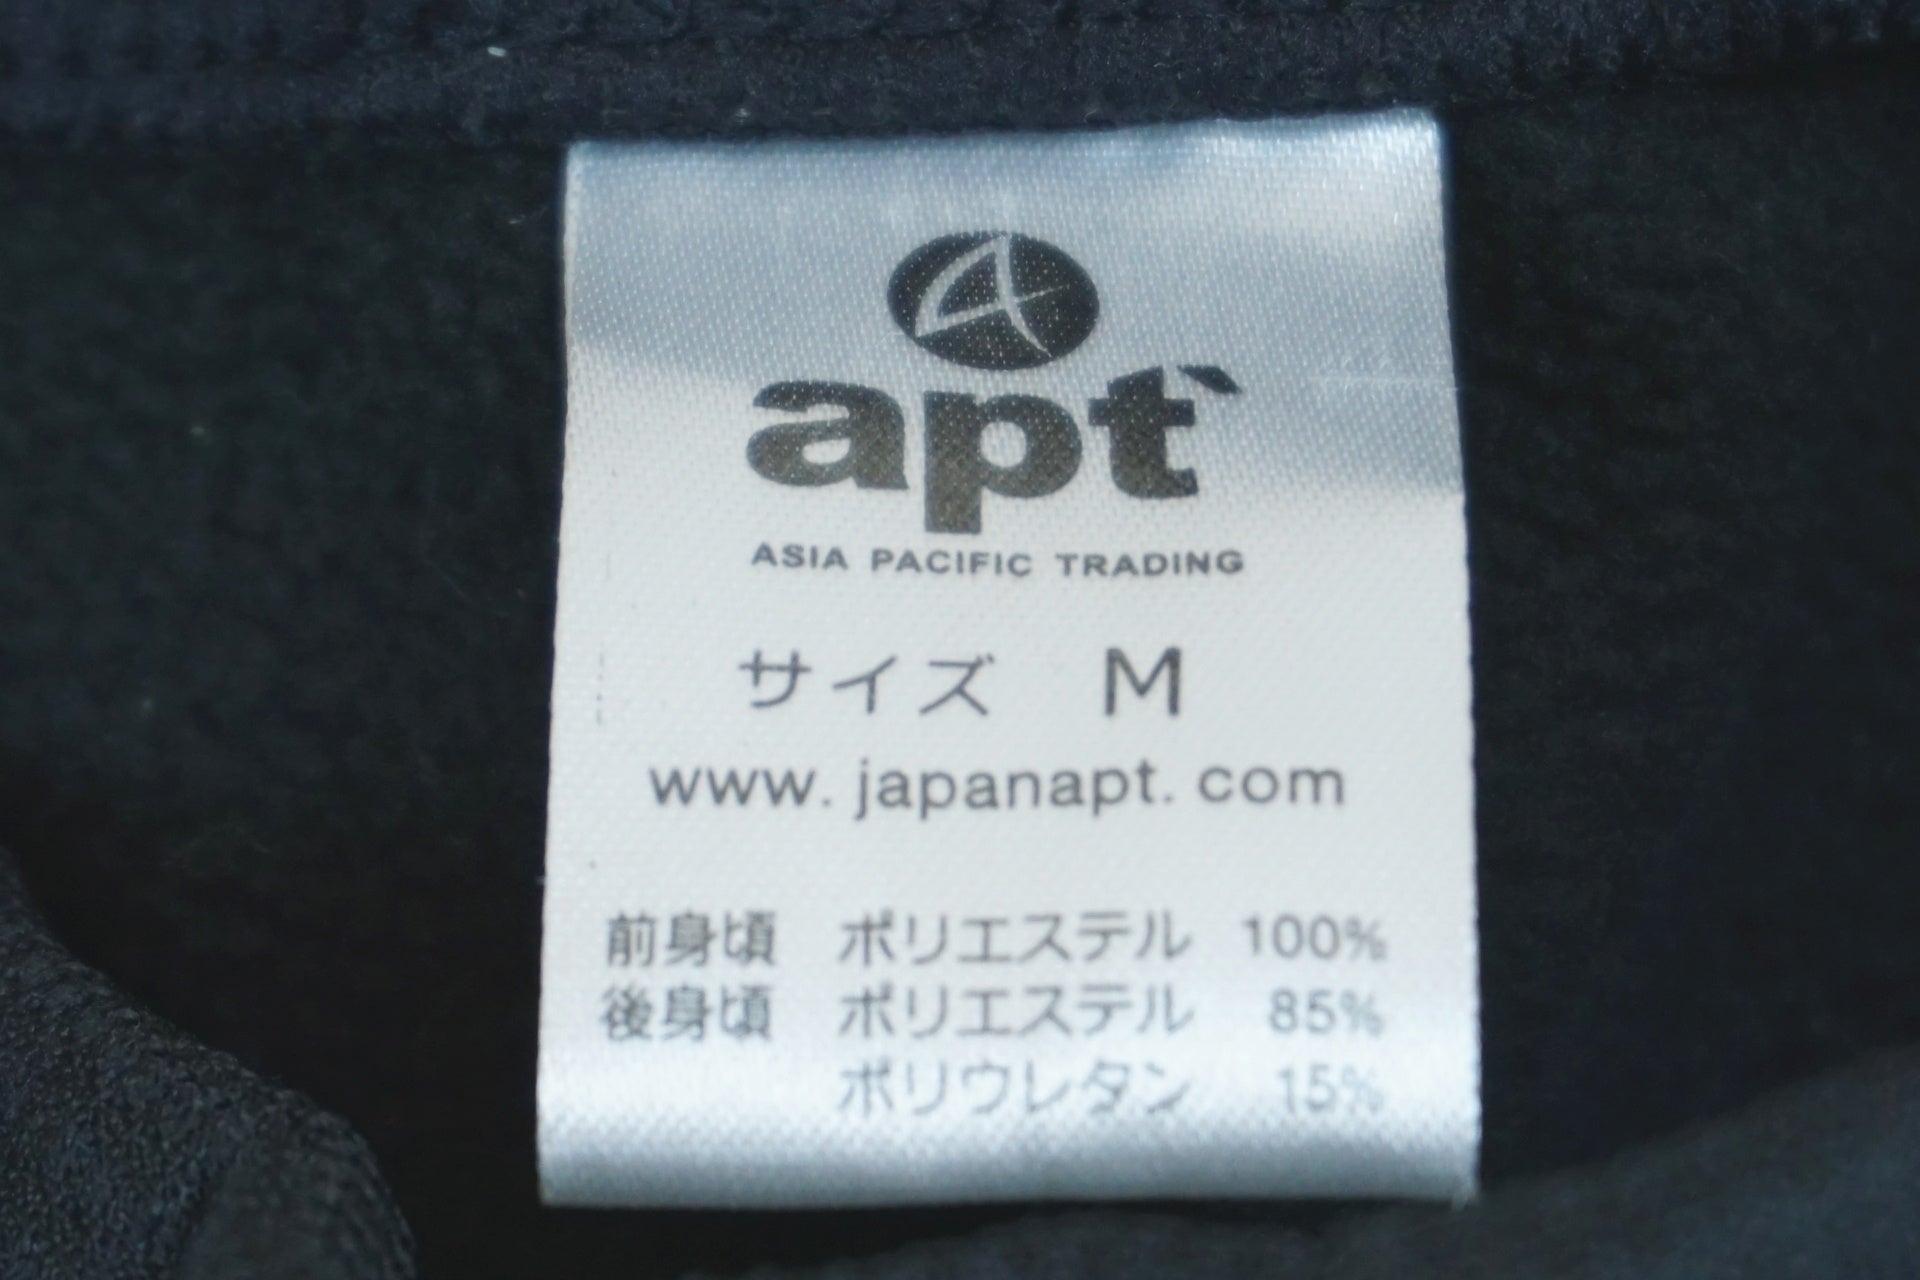 apt`
ASIA PACIFIC TRADING
サイズ M
www.japanapt.com
前身頃 ポリエステル 100%
後身頃 ポリエステル 85%
ポリウレタン 15%